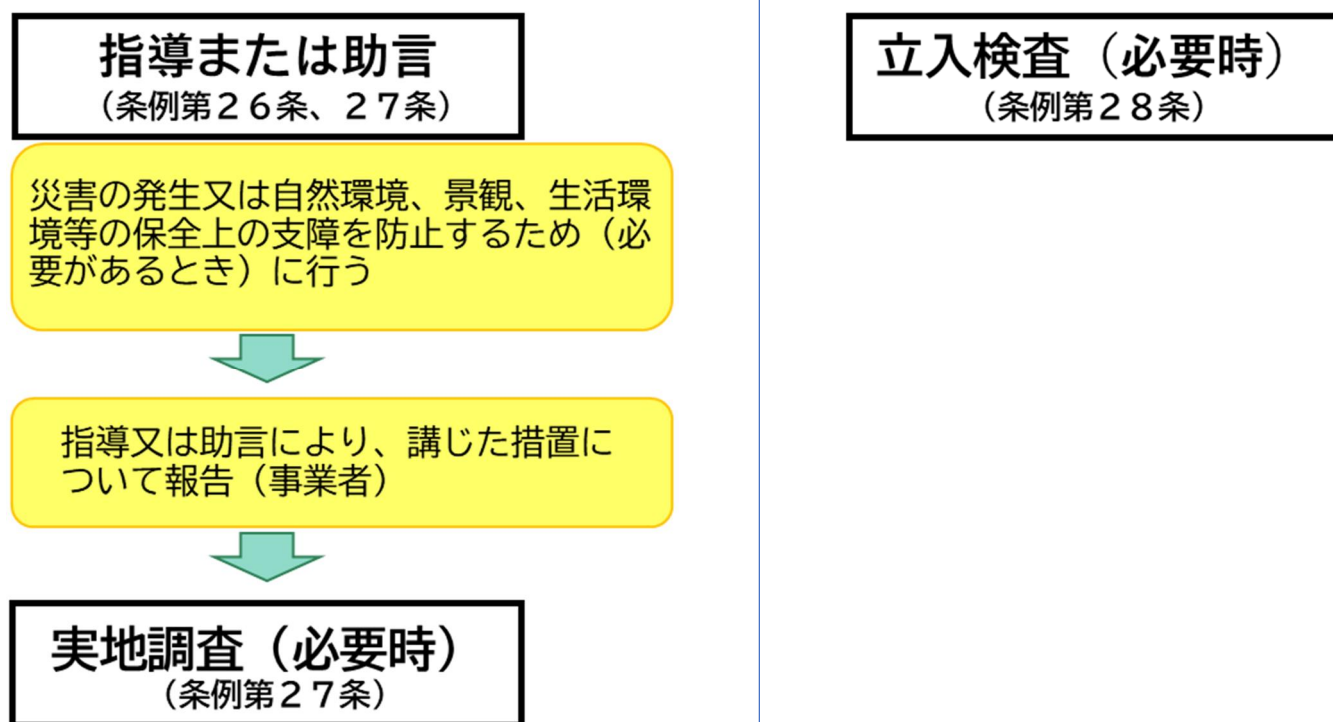 指導または助言
(条例第26条、27条)
災害の発生又は自然環境、景観、生活環
境等の保全上の支障を防止するため（必
要があるとき）に行う
指導又は助言により、講じた措置に
ついて報告（事業者）
実地調査（必要時）
(条例第27条)
立入検査（必要時）
(条例第28条)